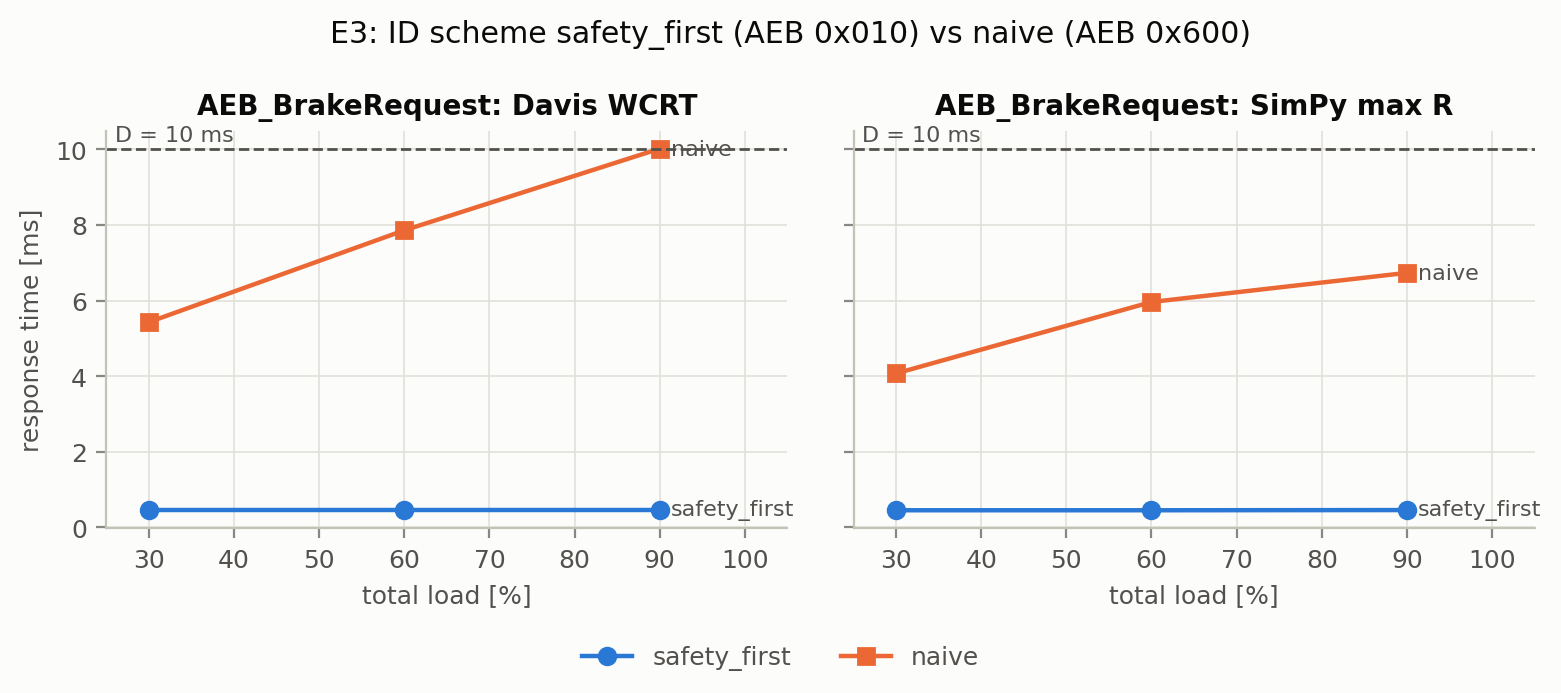 E3: ID scheme safety_first (AEB 0x010) vs naive (AEB 0x600)
AEB_BrakeRequest: Davis WCRT
D = 10 ms
naive
safety_first
response time [ms]
10
8
6
4
2
0
30 40 50 60 70 80 90 100
total load [%]
AEB_BrakeRequest: SimPy max R
D = 10 ms
naive
safety_first
30 40 50 60 70 80 90 100
total load [%]
safety_first naive